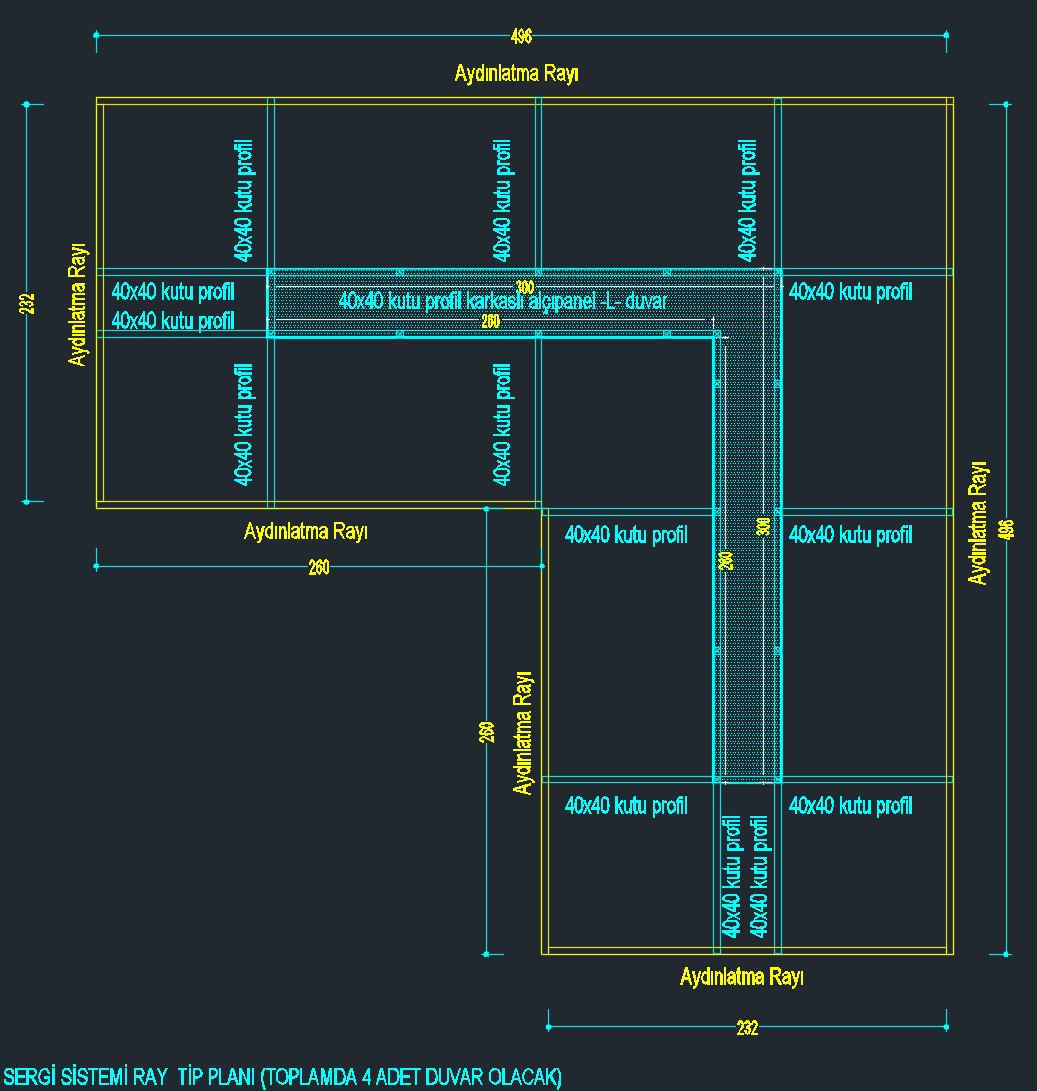 496
Aydınlatma Rayı
40x40 kutu profil
40x40 kutu profil
40x40 kutu profil
232
Aydınlatma Rayı
40x40 kutu profil
300
40x40 kutu profil
40x40 kutu profil karkaslı alçıpanel -L- duvar
40x40 kutu profil
260
40x40 kutu profil
40x40 kutu profil
Aydınlatma Rayı
40x40 kutu profil
300
40x40 kutu profil
Aydınlatma Rayı
496
260
260
260
Aydınlatma Rayı
40x40 kutu profil
40x40 kutu profil
40x40 kutu profil
40x40 kutu profil
Aydınlatma Rayı
232
SERGİ SİSTEMİ RAY TİP PLANI (TOPLAMDA 4 ADET DUVAR OLACAK)